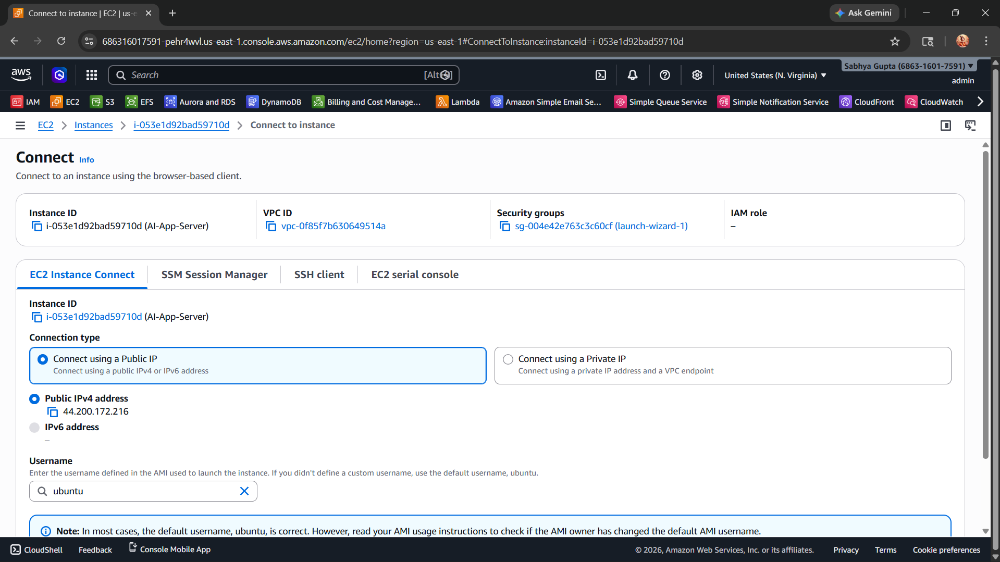 Connect to instance | EC2 | us-e
Ask Gemini
686316017591-pehr4wvl.us-east-1.console.aws.amazon.com/ec2/home?region=us-east-1#ConnectToInstance:instanceId=i-053e1d92bad59710d
aws
Search
United States (N. Virginia)
Sabhya Gupta (6863-1601-7591)
admin
IAM EC2 S3 EFS Aurora and RDS DynamoDB Billing and Cost Manage... Lambda Amazon Simple Email Se... Simple Queue Service Simple Notification Service CloudFront CloudWatch
EC2 Instances i-053e1d92bad59710d Connect to instance
Connect Info
Connect to an instance using the browser-based client.
Instance ID
i-053e1d92bad59710d (AI-App-Server)
VPC ID
vpc-0f85f7b630649514a
Security groups
sg-004e42e763c3c60cf (launch-wizard-1)
IAM role
–
EC2 Instance Connect SSM Session Manager SSH client EC2 serial console
Instance ID
i-053e1d92bad59710d (AI-App-Server)
Connection type
Connect using a Public IP
Connect using a public IPv4 or IPv6 address
Connect using a Private IP
Connect using a private IP address and a VPC endpoint
Public IPv4 address
44.200.172.216
IPv6 address
–
Username
Enter the username defined in the AMI used to launch the instance. If you didn't define a custom username, use the default username, ubuntu.
ubuntu
Note: In most cases, the default username, ubuntu, is correct. However, read your AMI usage instructions to check if the AMI owner has changed the default AMI username.
CloudShell Feedback Console Mobile App © 2026, Amazon Web Services, Inc. or its affiliates. Privacy Terms Cookie preferences